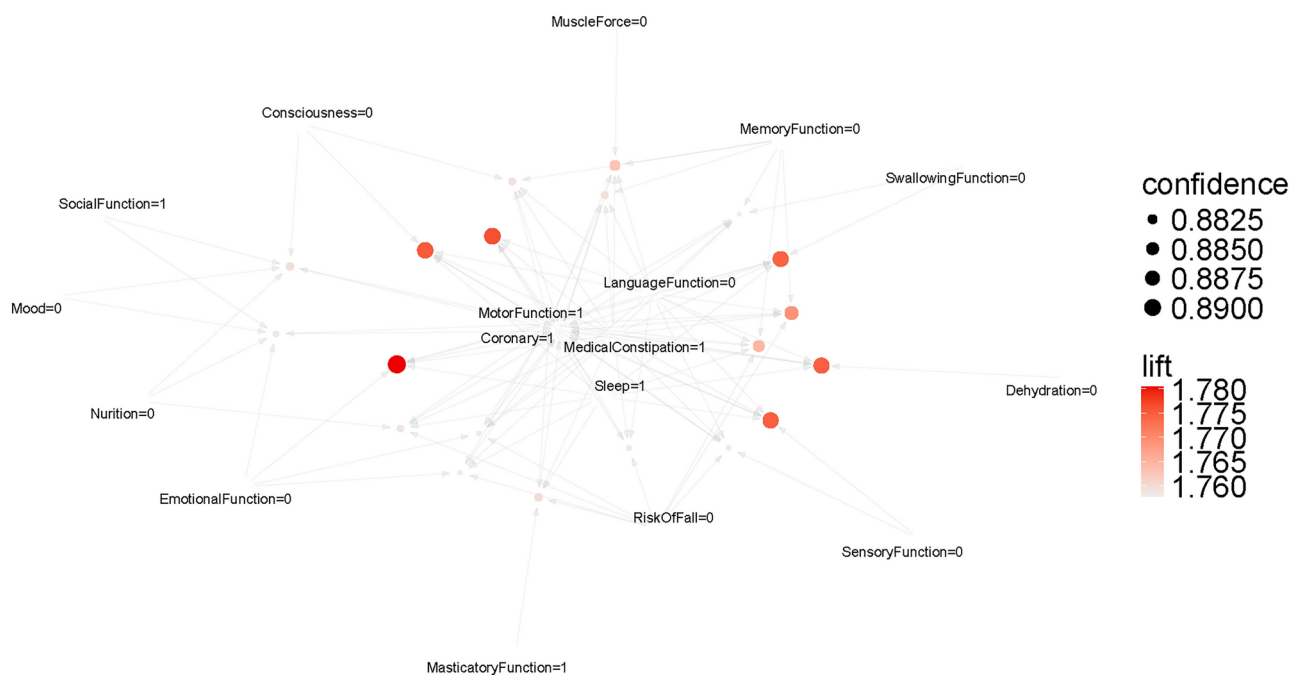 MuscleForce=0
Consciousness=0
MemoryFunction=0
SwallowingFunction=0
SocialFunction=1
LanguageFunction=0
Mood=0
MotorFunction=1
Coronary=1
MedicalConstipation=1
Sleep=1
Dehydration=0
Nurition=0
EmotionalFunction=0
RiskOfFall=0
SensoryFunction=0
MasticatoryFunction=1
confidence
0.8825
0.8850
0.8875
0.8900
lift
1.780
1.775
1.770
1.765
1.760